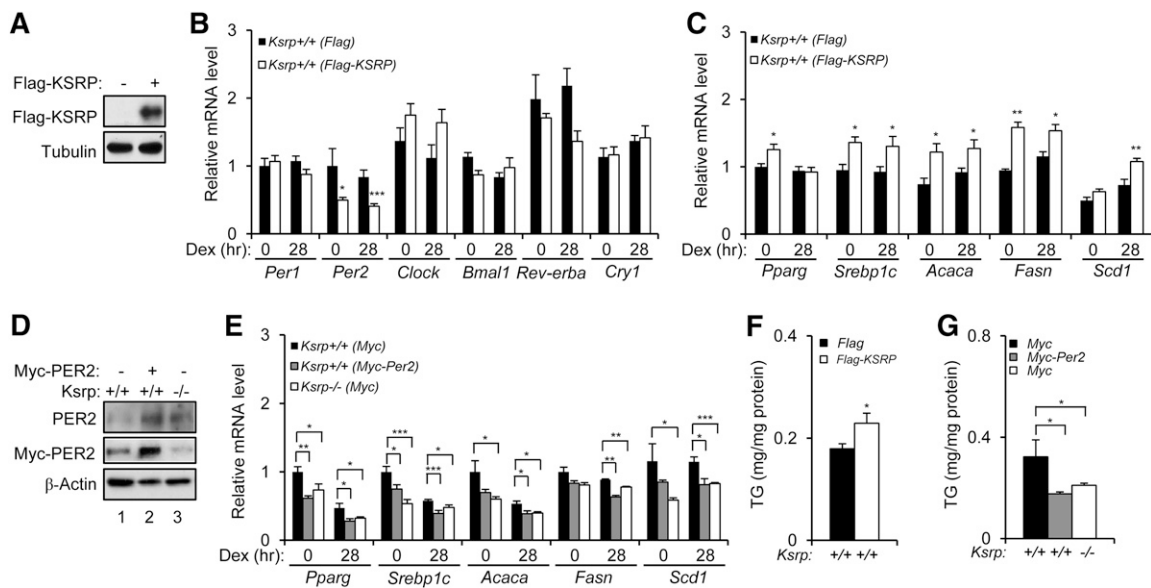 A
Flag-KSRP: - +
Flag-KSRP
Tubulin
B
Relative mRNA level
3
2
1
0
Ksrp+/+ (Flag)
Ksrp+/+ (Flag-KSRP)
* ***
Dex (hr): 0 28 0 28 0 28 0 28 0 28 0 28
Per1 Per2 Clock Bmal1 Rev-erba Cry1
C
Relative mRNA level
3
2
1
0
Ksrp+/+ (Flag)
Ksrp+/+ (Flag-KSRP)
* * * * * ** * **
Dex (hr): 0 28 0 28 0 28 0 28 0 28
Pparg Srebp1c Acaca Fasn Scd1
D
Myc-PER2: - + -
Ksrp: +/+ +/+ -/-
PER2
Myc-PER2
β-Actin
1 2 3
E
Relative mRNA level
3
2
1
0
Ksrp+/+ (Myc)
Ksrp+/+ (Myc-Per2)
Ksrp-/- (Myc)
* *** * ** * ***
** * * * *** * * ** *
Dex (hr): 0 28 0 28 0 28 0 28 0 28
Pparg Srebp1c Acaca Fasn Scd1
F
TG (mg/mg protein)
0.4
0.2
0
Flag
Flag-KSRP
*
Ksrp: +/+ +/+
G
TG (mg/mg protein)
0.8
0.4
0
Myc
Myc-Per2
Myc
*
*
Ksrp: +/+ +/+ -/-